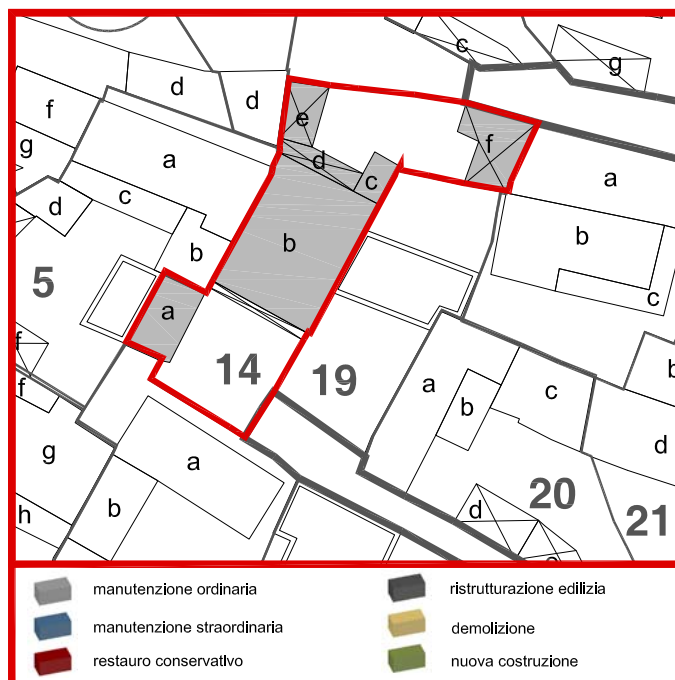 c
g
d
d
f
e
f
a
g
d
c
a
c
d
b
b
b
5
a
c
14
19
a
b
c
b
f
f
d
g
a
b
h
20
21
d
manutenzione ordinaria
ristrutturazione edilizia
manutenzione straordinaria
demolizione
restauro conservativo
nuova costruzione